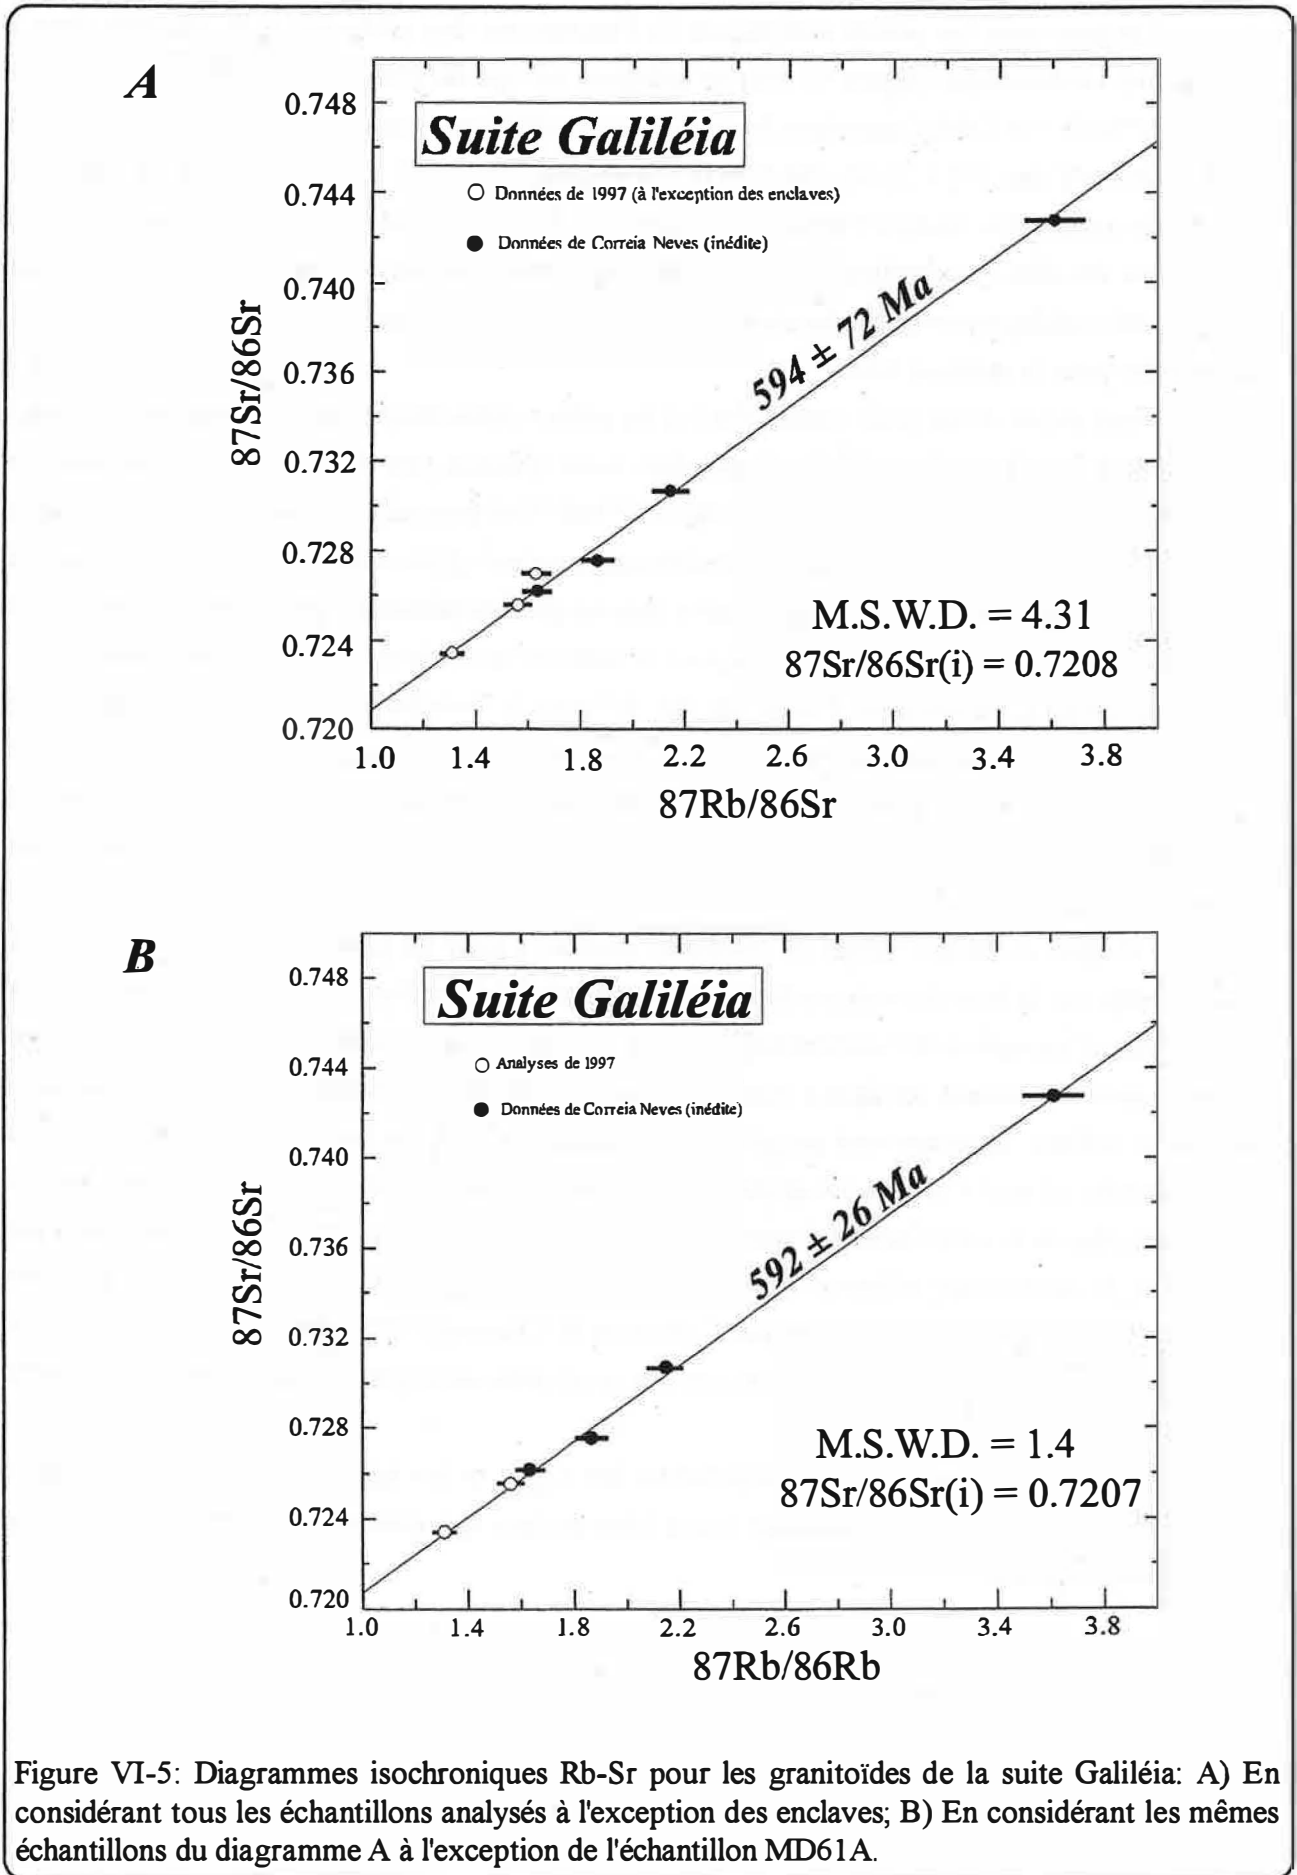 A
Suite Galiléia
Données de 1997 (à l'exception des enclaves)
Données de Correia Neves (inédite)
0.748
0.744
0.740
0.736
0.732
0.728
0.724
0.720
87Sr/86Sr
594 ± 72 Ma
M.S.W.D. = 4.31
87Sr/86Sr(i) = 0.7208
1.0 1.4 1.8 2.2 2.6 3.0 3.4 3.8
87Rb/86Sr
B
Suite Galiléia
Analyses de 1997
Données de Correia Neves (inédite)
0.748
0.744
0.740
0.736
0.732
0.728
0.724
0.720
87Sr/86Sr
592 ± 26 Ma
M.S.W.D. = 1.4
87Sr/86Sr(i) = 0.7207
1.0 1.4 1.8 2.2 2.6 3.0 3.4 3.8
87Rb/86Rb
Figure VI-5: Diagrammes isochroniques Rb-Sr pour les granitoïdes de la suite Galiléia: A) En
considérant tous les échantillons analysés à l'exception des enclaves; B) En considérant les mêmes
échantillons du diagramme A à l'exception de l'échantillon MD61A.